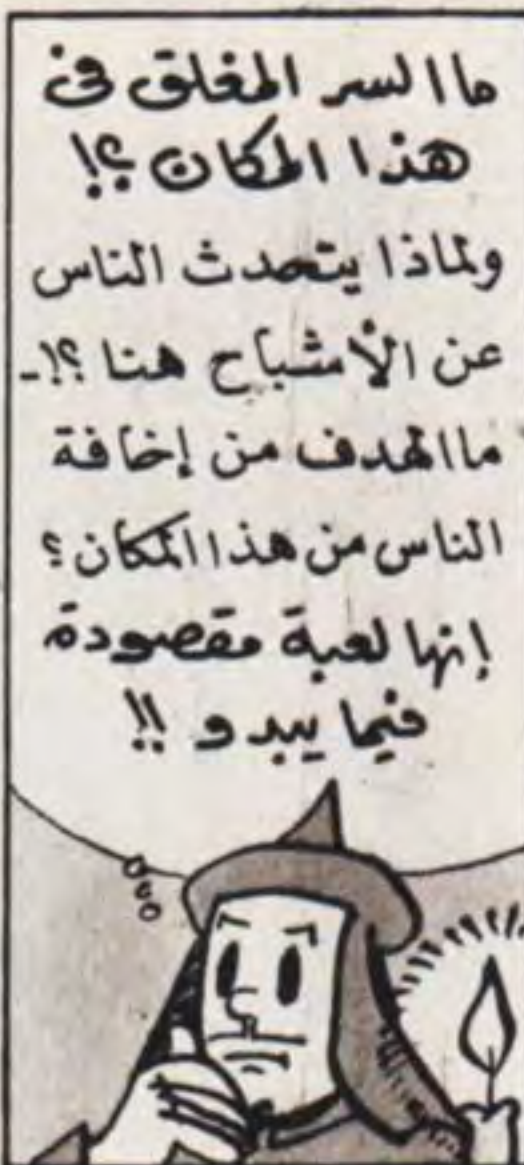 ما السر المغلق فى
هذا المكان ؟!
ولماذا يتحدث الناس
عن الأشباح هنا ؟!-
ما الهدف من إخافة
الناس من هذا المكان ؟
إنها لعبة مقصودة
فيما يبدو !!